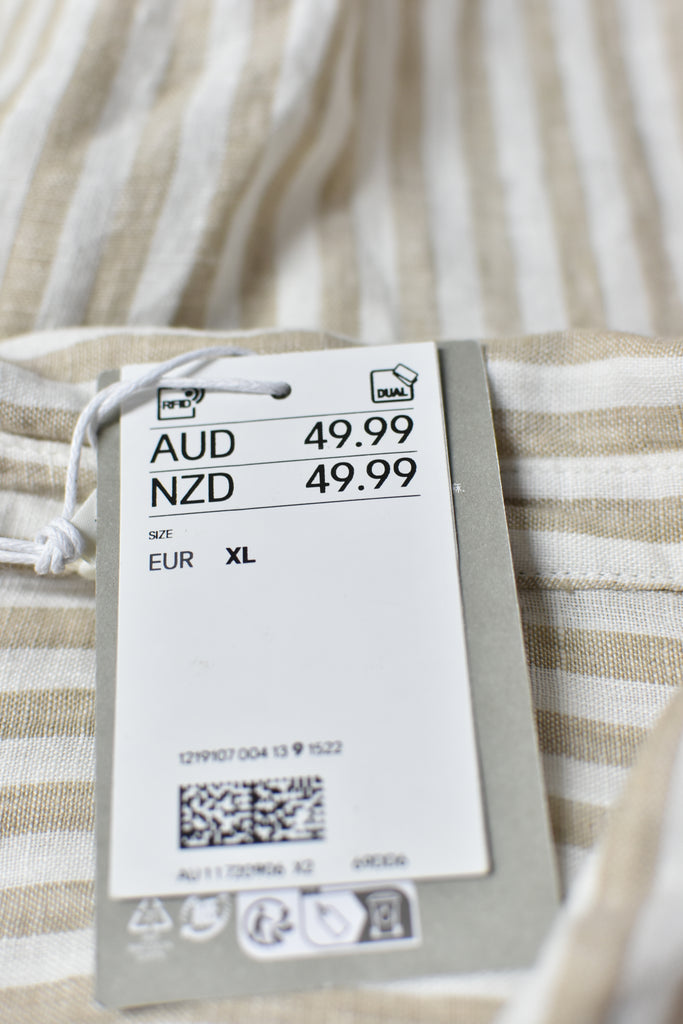 RFID
DUAL
AUD 49.99
NZD 49.99
SIZE
EUR XL
1219107 004 13 9 1522